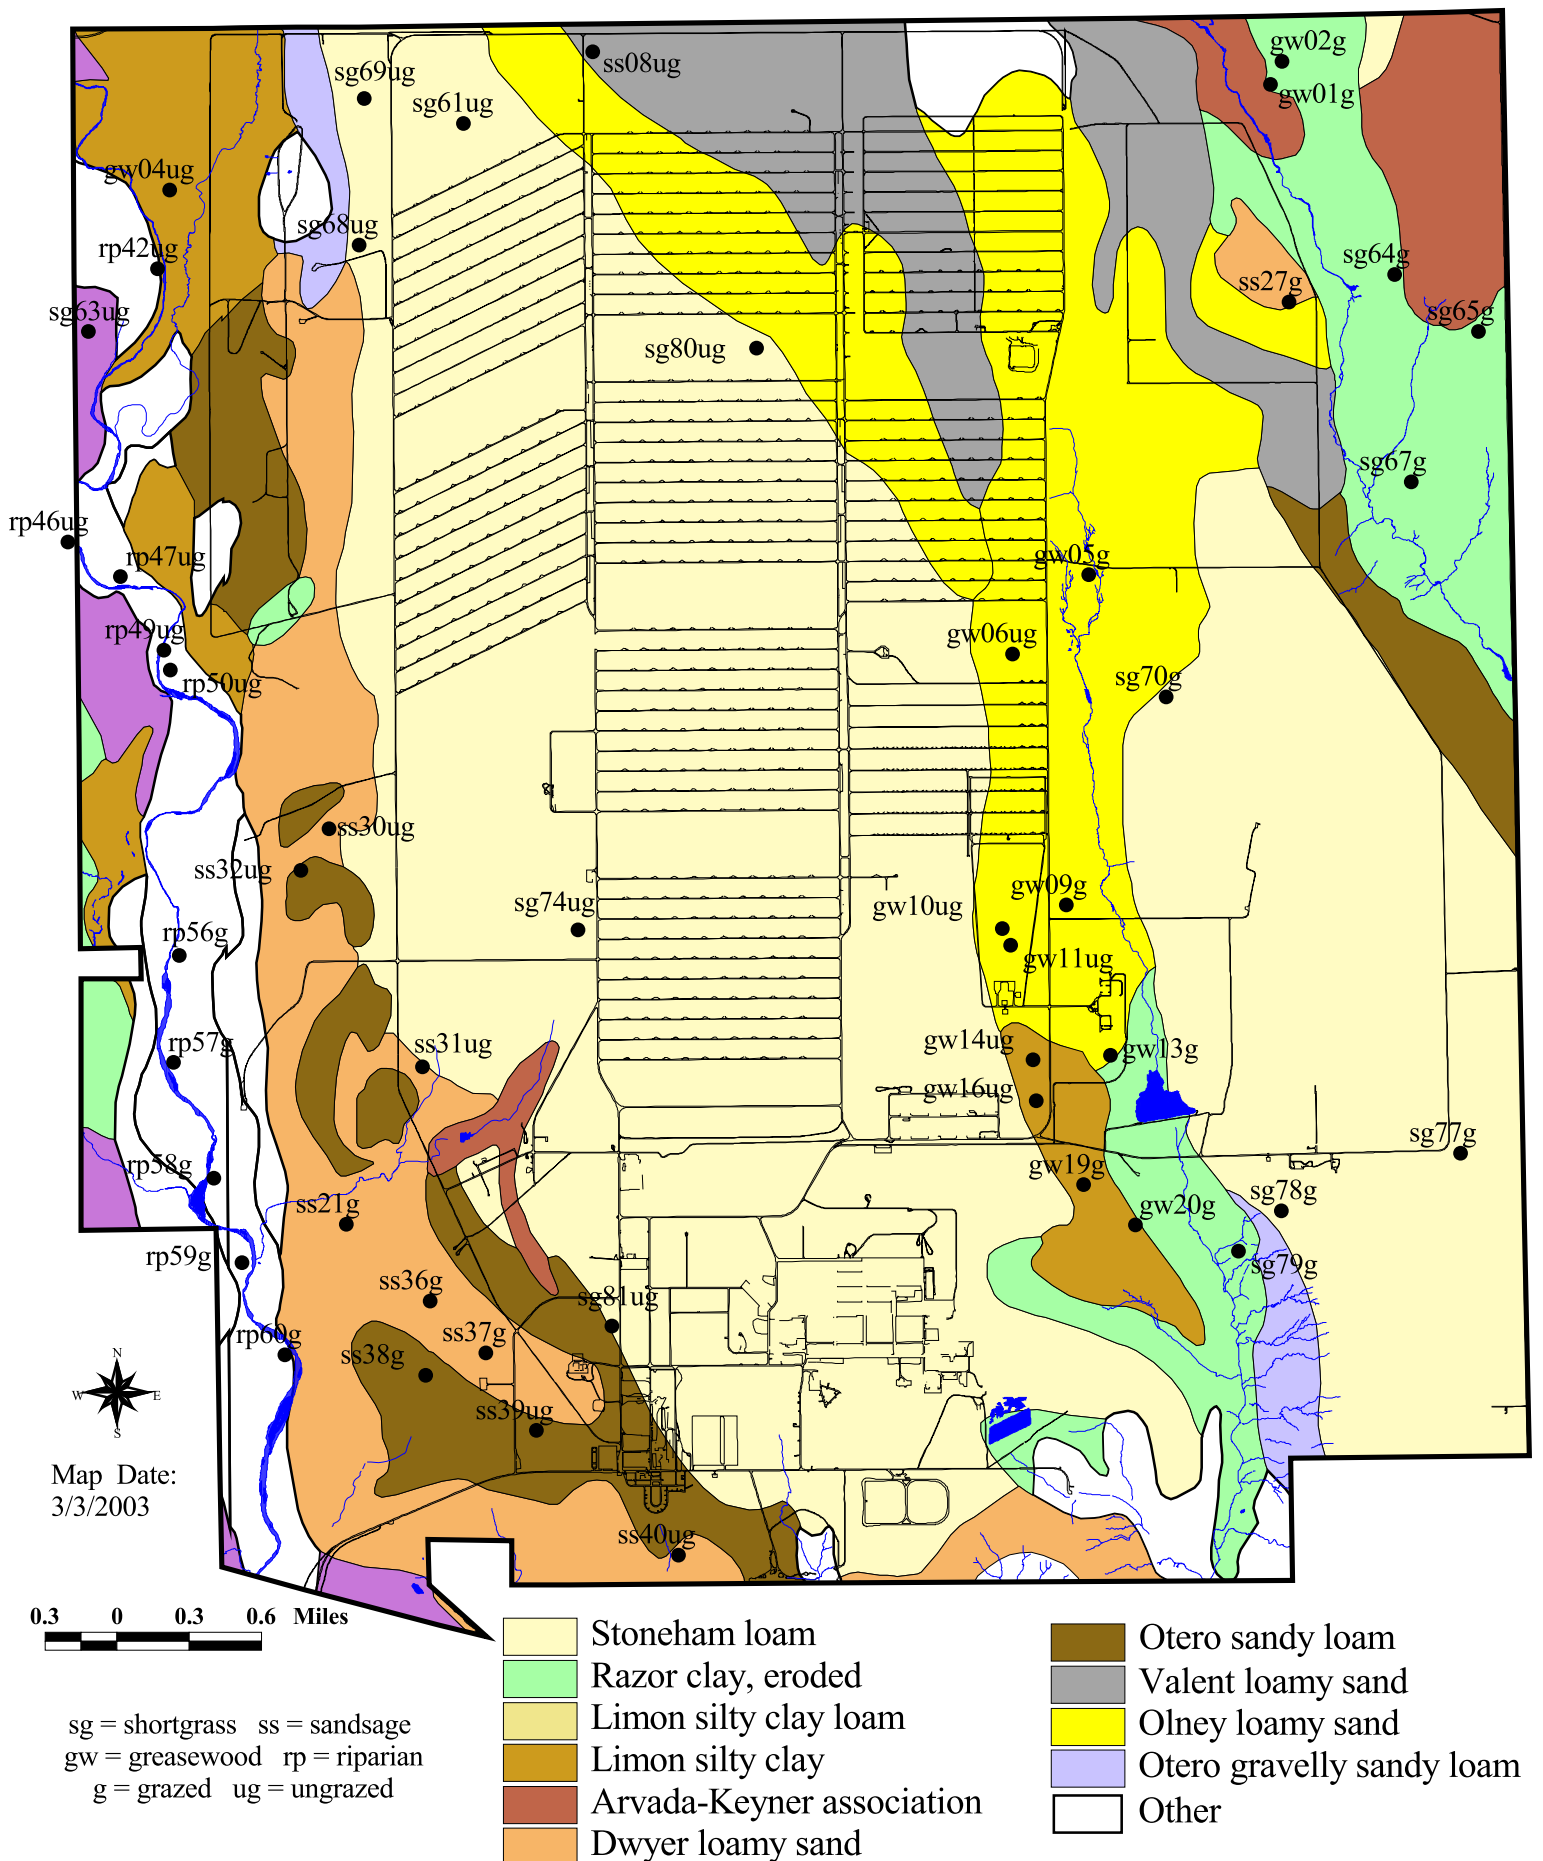 gw02g
ss08ug
sg69ug
gw01g
sg61ug
gw04ug
sg68ug
rp42ug
sg64g
ss27g
sg63ug
sg65g
sg80ug
sg67g
rp46ug
rp47ug
gw05g
rp49ug
gw06ug
sg70g
rp50ug
ss30ug
ss32ug
gw09g
sg74ug
gw10ug
rp56g
gw11ug
rp57g
ss31ug
gw14ug
gw13g
gw16ug
sg77g
rp58g
gw19g
sg78g
ss21g
gw20g
rp59g
sg79g
ss36g
sg81ug
rp60g
ss37g
ss38g
N
W E
S
ss39ug
Map Date:
3/3/2003
ss40ug
0.3 0 0.3 0.6 Miles
Stoneham loam
Razor clay, eroded
Limon silty clay loam
Limon silty clay
Arvada-Keyner association
Dwyer loamy sand
Otero sandy loam
Valent loamy sand
Olney loamy sand
Otero gravelly sandy loam
Other
sg = shortgrass ss = sandsage
gw = greasewood rp = riparian
g = grazed ug = ungrazed